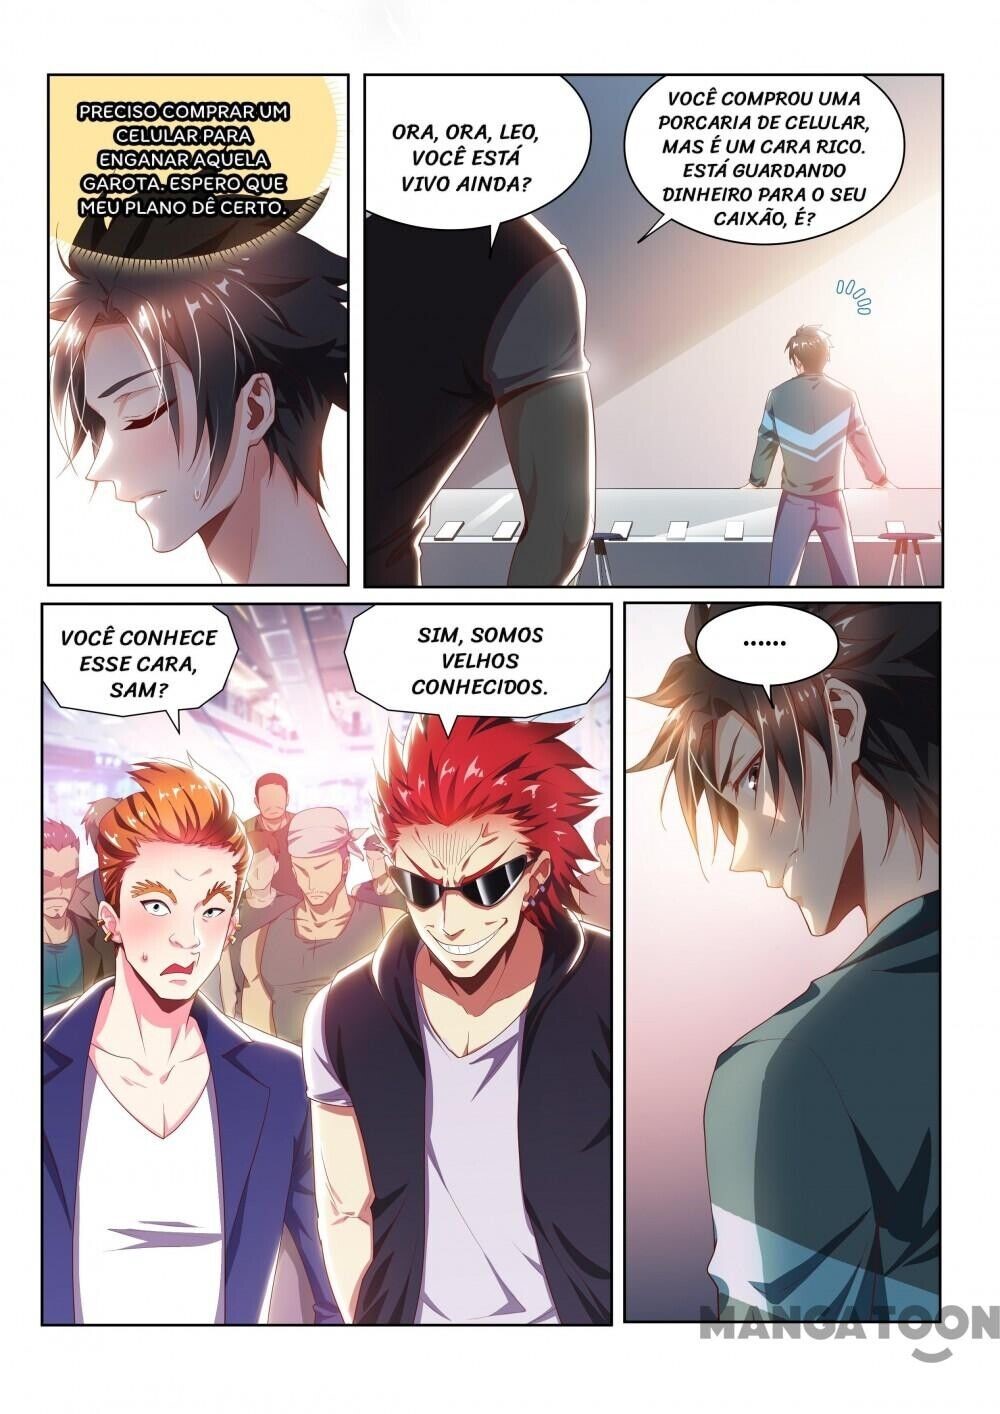 PRECISO COMPRAR UM
CELULAR PARA
ENGANAR AQUELA
GAROTA. ESPERO QUE
MEU PLANO DÊ CERTO.
ORA, ORA, LEO,
VOCÊ ESTÁ
VIVO AINDA?
VOCÊ COMPROU UMA
PORCARIA DE CELULAR,
MAS É UM CARA RICO.
ESTÁ GUARDANDO
DINHEIRO PARA O SEU
CAIXÃO, É?
VOCÊ CONHECE
ESSE CARA,
SAM?
SIM, SOMOS
VELHOS
CONHECIDOS.
......
MANGATOON